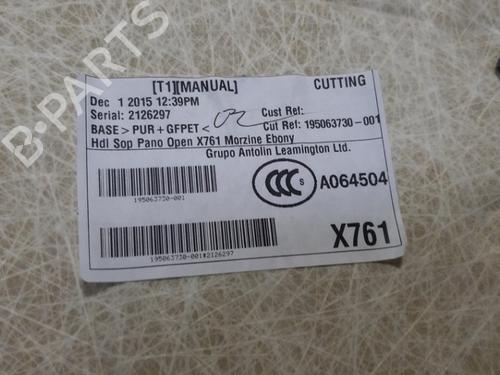 B-PARTS
[T1][MANUAL] CUTTING
Dec 1 2015 12:39PM
Serial: 2126297 Cust Ref:
BASE > PUR + GFPET < Cut Ref: 195063730-001
Hdl Sop Pano Open X761 Morzine Ebony
Grupo Antolin Leamington Ltd.
CCC S A064504
195063730-001
X761
195063730-001#2126297